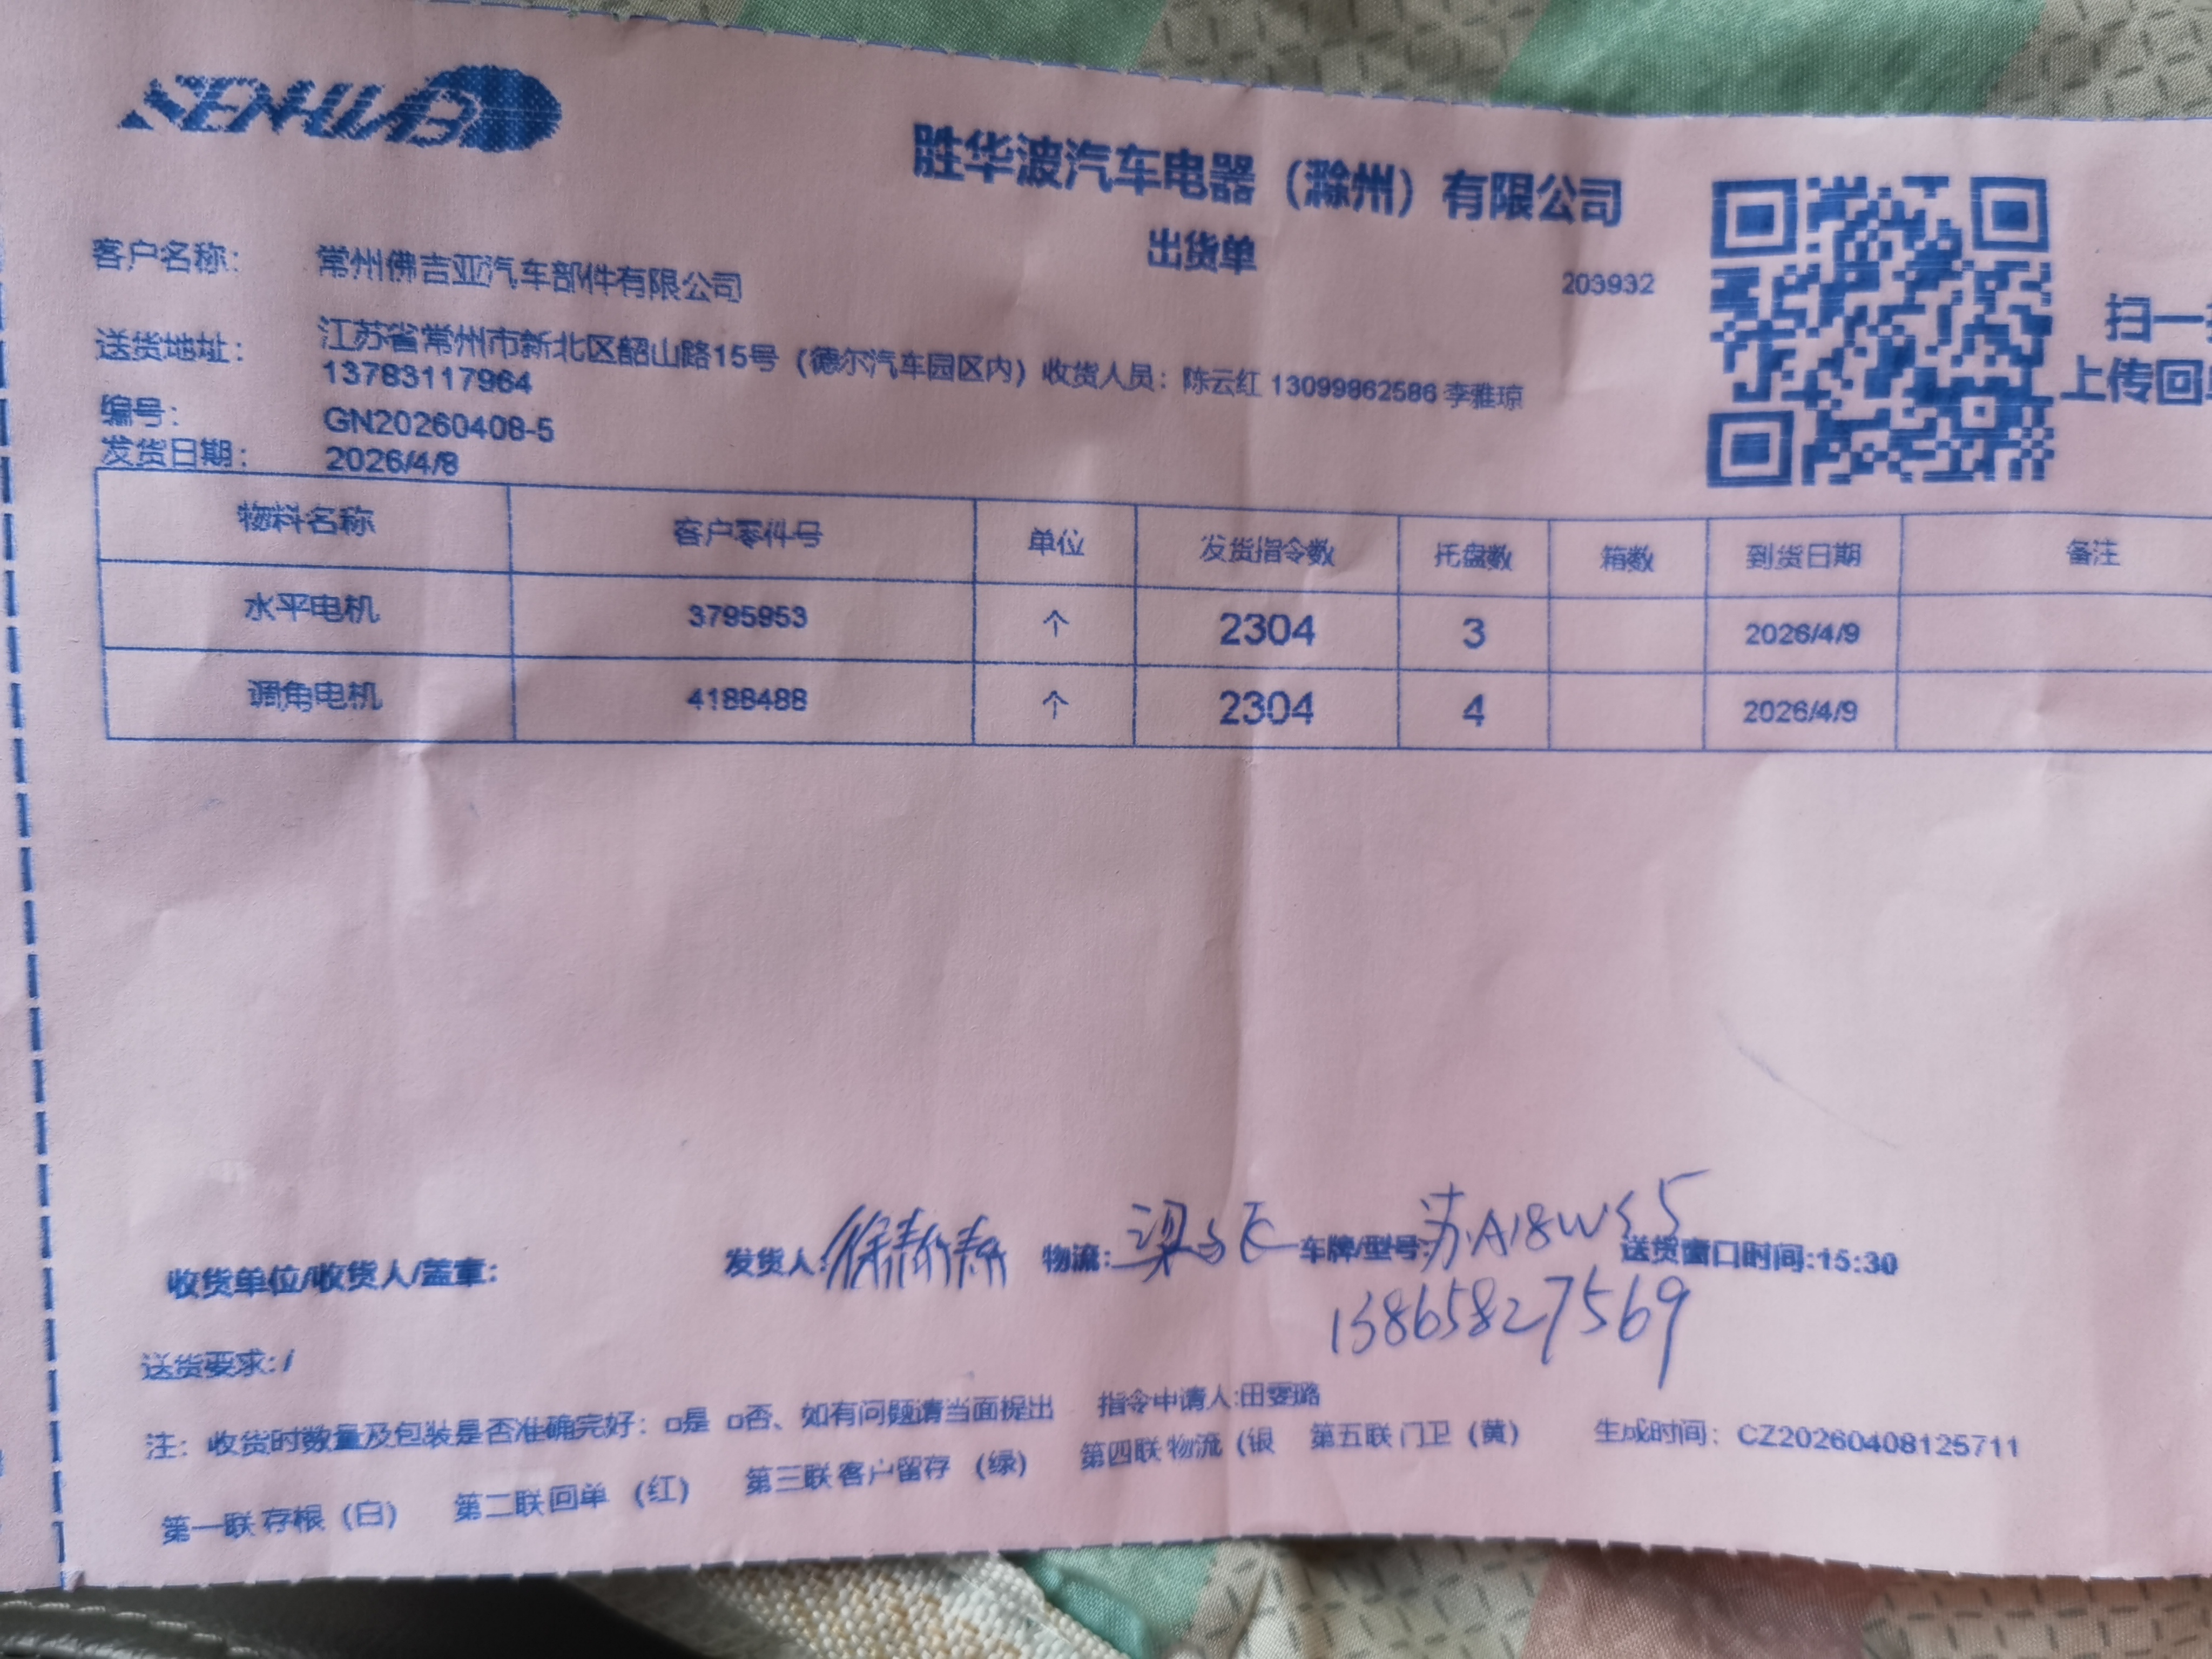 SENHUAB
胜华波汽车电器（滁州）有限公司
出货单
203932
扫一
上传回单
客户名称： 常州佛吉亚汽车部件有限公司
送货地址： 江苏省常州市新北区韶山路15号（德尔汽车园区内）收货人员：陈云红 13099862586 李雅琼
13783117964
编号： GN20260408-5
发货日期： 2026/4/8
物料名称 客户零件号 单位 发货指令数 托盘数 箱数 到货日期 备注
水平电机 3795953 个 2304 3 2026/4/9
调角电机 4188488 个 2304 4 2026/4/9
收货单位/收货人/盖章： 发货人：徐静静 物流：梁 飞 车牌/型号：苏A18W 5 送货窗口时间:15:30
13865827569
送货要求:/
注： 收货时数量及包装是否准确完好：□是 □否、如有问题请当面提出 指令申请人:田雯璐
第一联 存根（白） 第二联 回单（红） 第三联 客户留存（绿） 第四联 物流（银 第五联 门卫（黄） 生成时间：CZ20260408125711